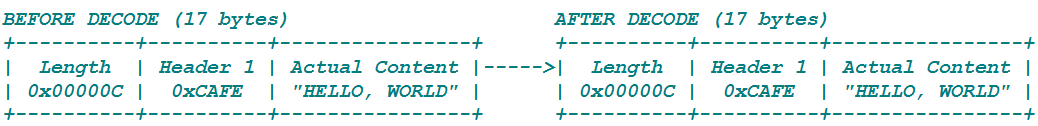 BEFORE DECODE (17 bytes)                      AFTER DECODE (17 bytes)
+----------+----------+----------------+      +----------+----------+----------------+
|  Length  | Header 1 | Actual Content |----->|  Length  | Header 1 | Actual Content |
| 0x00000C |  0xCAFE  | "HELLO, WORLD" |      | 0x00000C |  0xCAFE  | "HELLO, WORLD" |
+----------+----------+----------------+      +----------+----------+----------------+